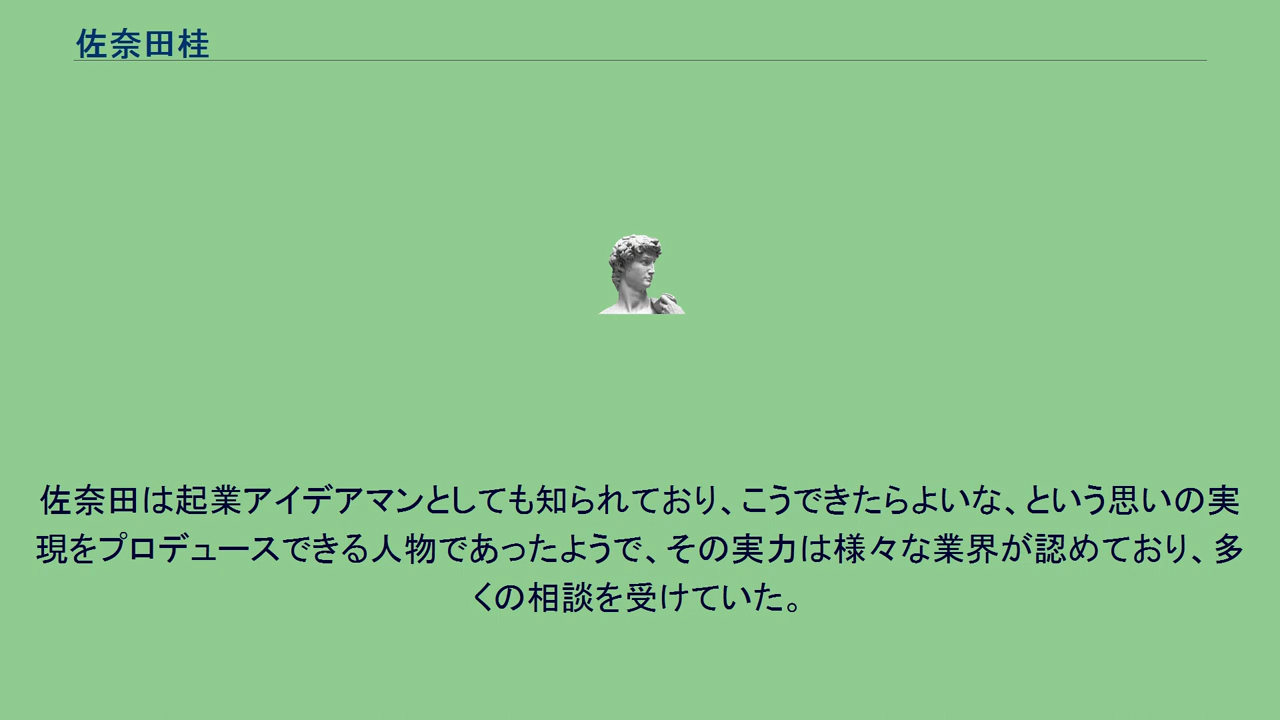 佐奈田桂
佐奈田は起業アイデアマンとしても知られており、こうできたらよいな、という思いの実
現をプロデュースできる人物であったようで、その実力は様々な業界が認めており、多
くの相談を受けていた。